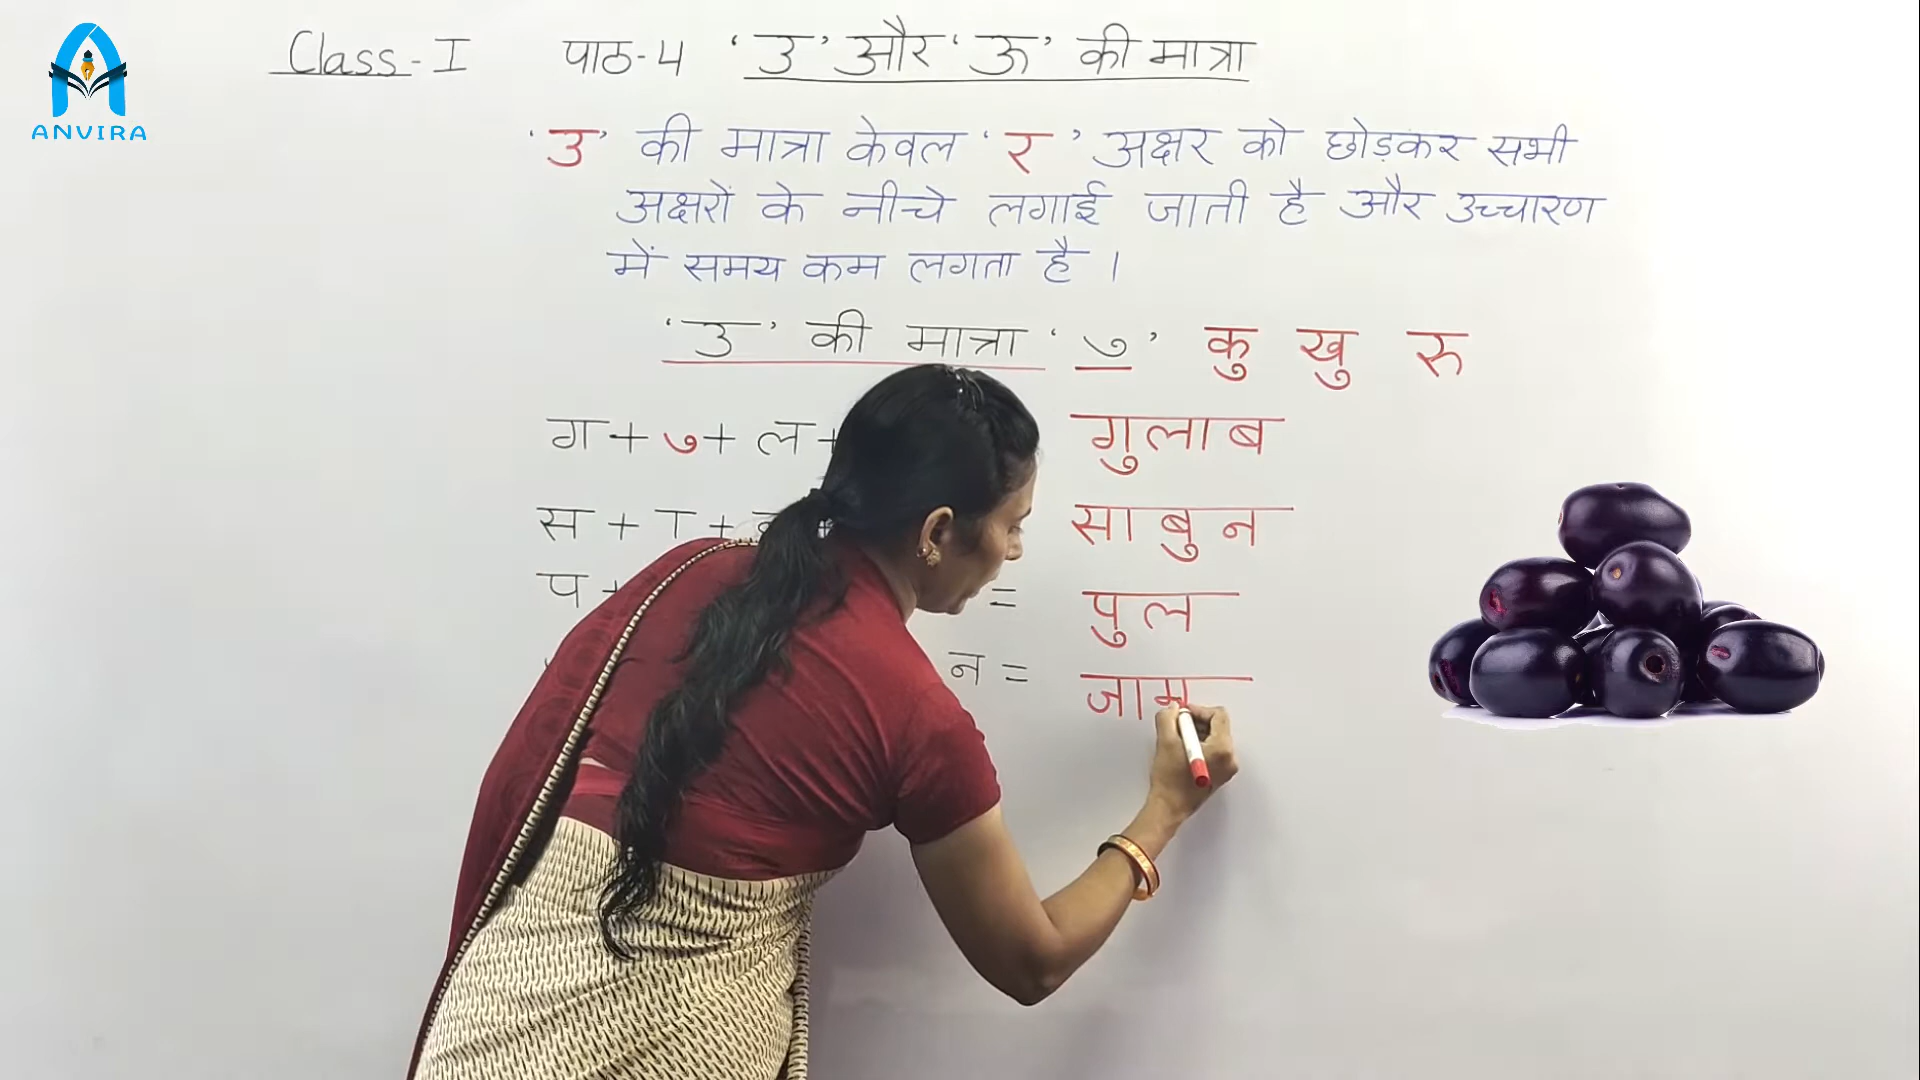 ANVIRA
Class-I पाठ-4 'उ' और 'ऊ' की मात्रा
'उ' की मात्रा केवल 'र' अक्षर को छोड़कर सभी
अक्षरों के नीचे लगाई जाती है और उच्चारण
में समय कम लगता है ।
'उ' की मात्रा ' ु ' कु खु रु
ग + ु + ल + गुलाब
स + ा + साबुन
प + = पुल
न = जाम